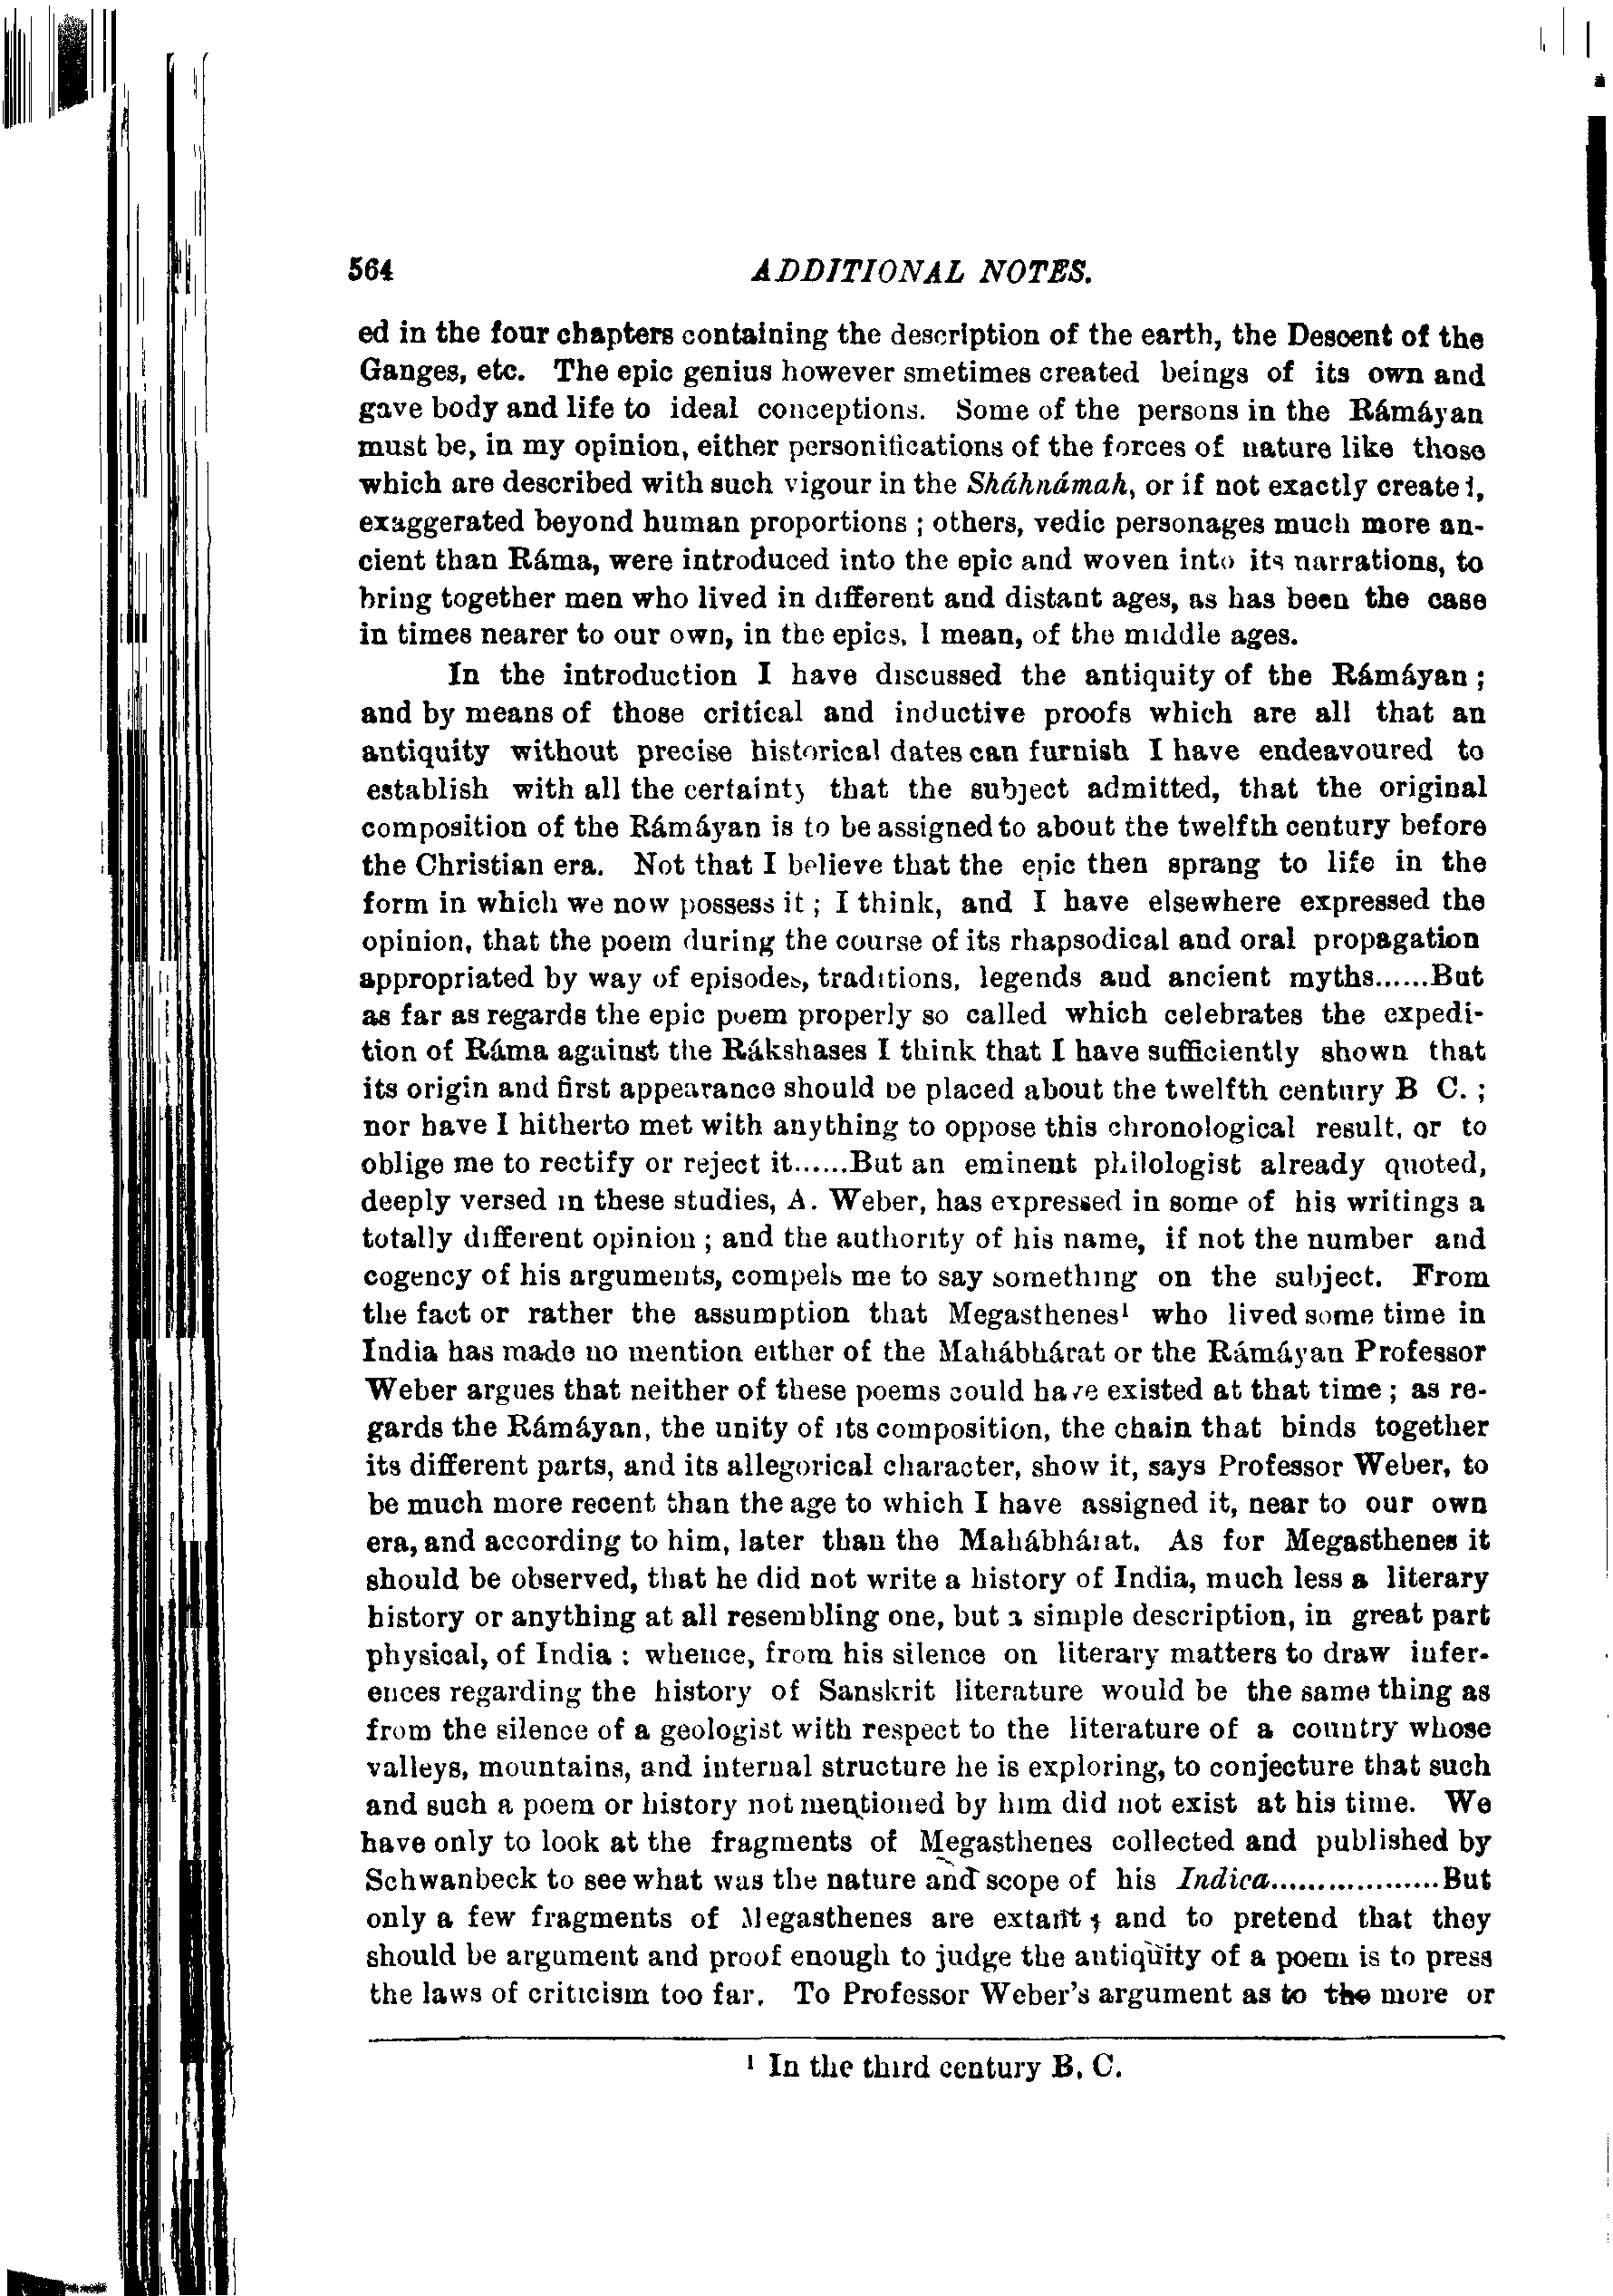 564 ADDITIONAL NOTES.
ed in the four chapters containing the description of the earth, the Descent of the
Ganges, etc. The epic genius however smetimes created beings of its own and
gave body and life to ideal conceptions. Some of the persons in the Rámáyan
must be, in my opinion, either personifications of the forces of nature like those
which are described with such vigour in the Sháhnámah, or if not exactly created,
exaggerated beyond human proportions ; others, vedic personages much more an-
cient than Ráma, were introduced into the epic and woven into its narrations, to
bring together men who lived in different and distant ages, as has been the case
in times nearer to our own, in the epics, I mean, of the middle ages.
In the introduction I have discussed the antiquity of the Rámáyan ;
and by means of those critical and inductive proofs which are all that an
antiquity without precise historical dates can furnish I have endeavoured to
establish with all the certainty that the subject admitted, that the original
composition of the Rámáyan is to be assigned to about the twelfth century before
the Christian era. Not that I believe that the epic then sprang to life in the
form in which we now possess it ; I think, and I have elsewhere expressed the
opinion, that the poem during the course of its rhapsodical and oral propagation
appropriated by way of episodes, traditions, legends and ancient myths......But
as far as regards the epic poem properly so called which celebrates the expedi-
tion of Ráma against the Rákshases I think that I have sufficiently shown that
its origin and first appearance should be placed about the twelfth century B C. ;
nor have I hitherto met with anything to oppose this chronological result, or to
oblige me to rectify or reject it......But an eminent philologist already quoted,
deeply versed in these studies, A. Weber, has expressed in some of his writings a
totally different opinion ; and the authority of his name, if not the number and
cogency of his arguments, compels me to say something on the subject. From
the fact or rather the assumption that Megasthenes¹ who lived some time in
India has made no mention either of the Mahábhárat or the Rámáyan Professor
Weber argues that neither of these poems could have existed at that time ; as re-
gards the Rámáyan, the unity of its composition, the chain that binds together
its different parts, and its allegorical character, show it, says Professor Weber, to
be much more recent than the age to which I have assigned it, near to our own
era, and according to him, later than the Mahábhárat. As for Megasthenes it
should be observed, that he did not write a history of India, much less a literary
history or anything at all resembling one, but a simple description, in great part
physical, of India : whence, from his silence on literary matters to draw infer-
ences regarding the history of Sanskrit literature would be the same thing as
from the silence of a geologist with respect to the literature of a country whose
valleys, mountains, and internal structure he is exploring, to conjecture that such
and such a poem or history not mentioned by him did not exist at his time. We
have only to look at the fragments of Megasthenes collected and published by
Schwanbeck to see what was the nature and scope of his Indica..................But
only a few fragments of Megasthenes are extant ; and to pretend that they
should be argument and proof enough to judge the antiquity of a poem is to press
the laws of criticism too far. To Professor Weber's argument as to the more or
¹ In the third century B. C.